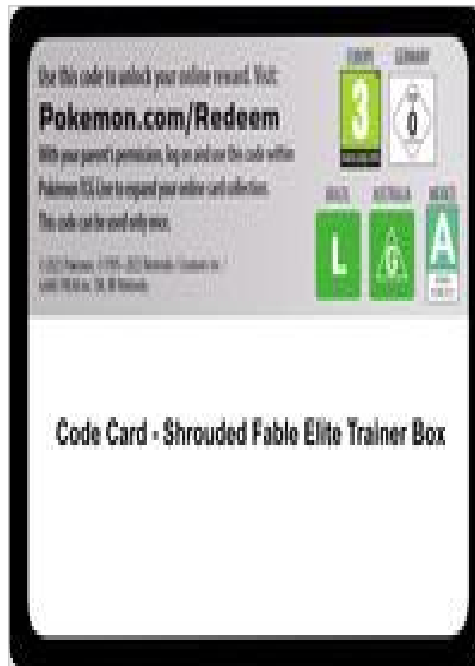 Use this code to unlock your online reward. Visit:
Pokemon.com/Redeem
With your parent's permission, log on and use this code within
Pokémon TCG Live to expand your online card collection.
This code can be used only once.
EUROPE GERMANY
3
0
BRAZIL AUSTRALIA MEXICO
L
G
A
Code Card - Shrouded Fable Elite Trainer Box